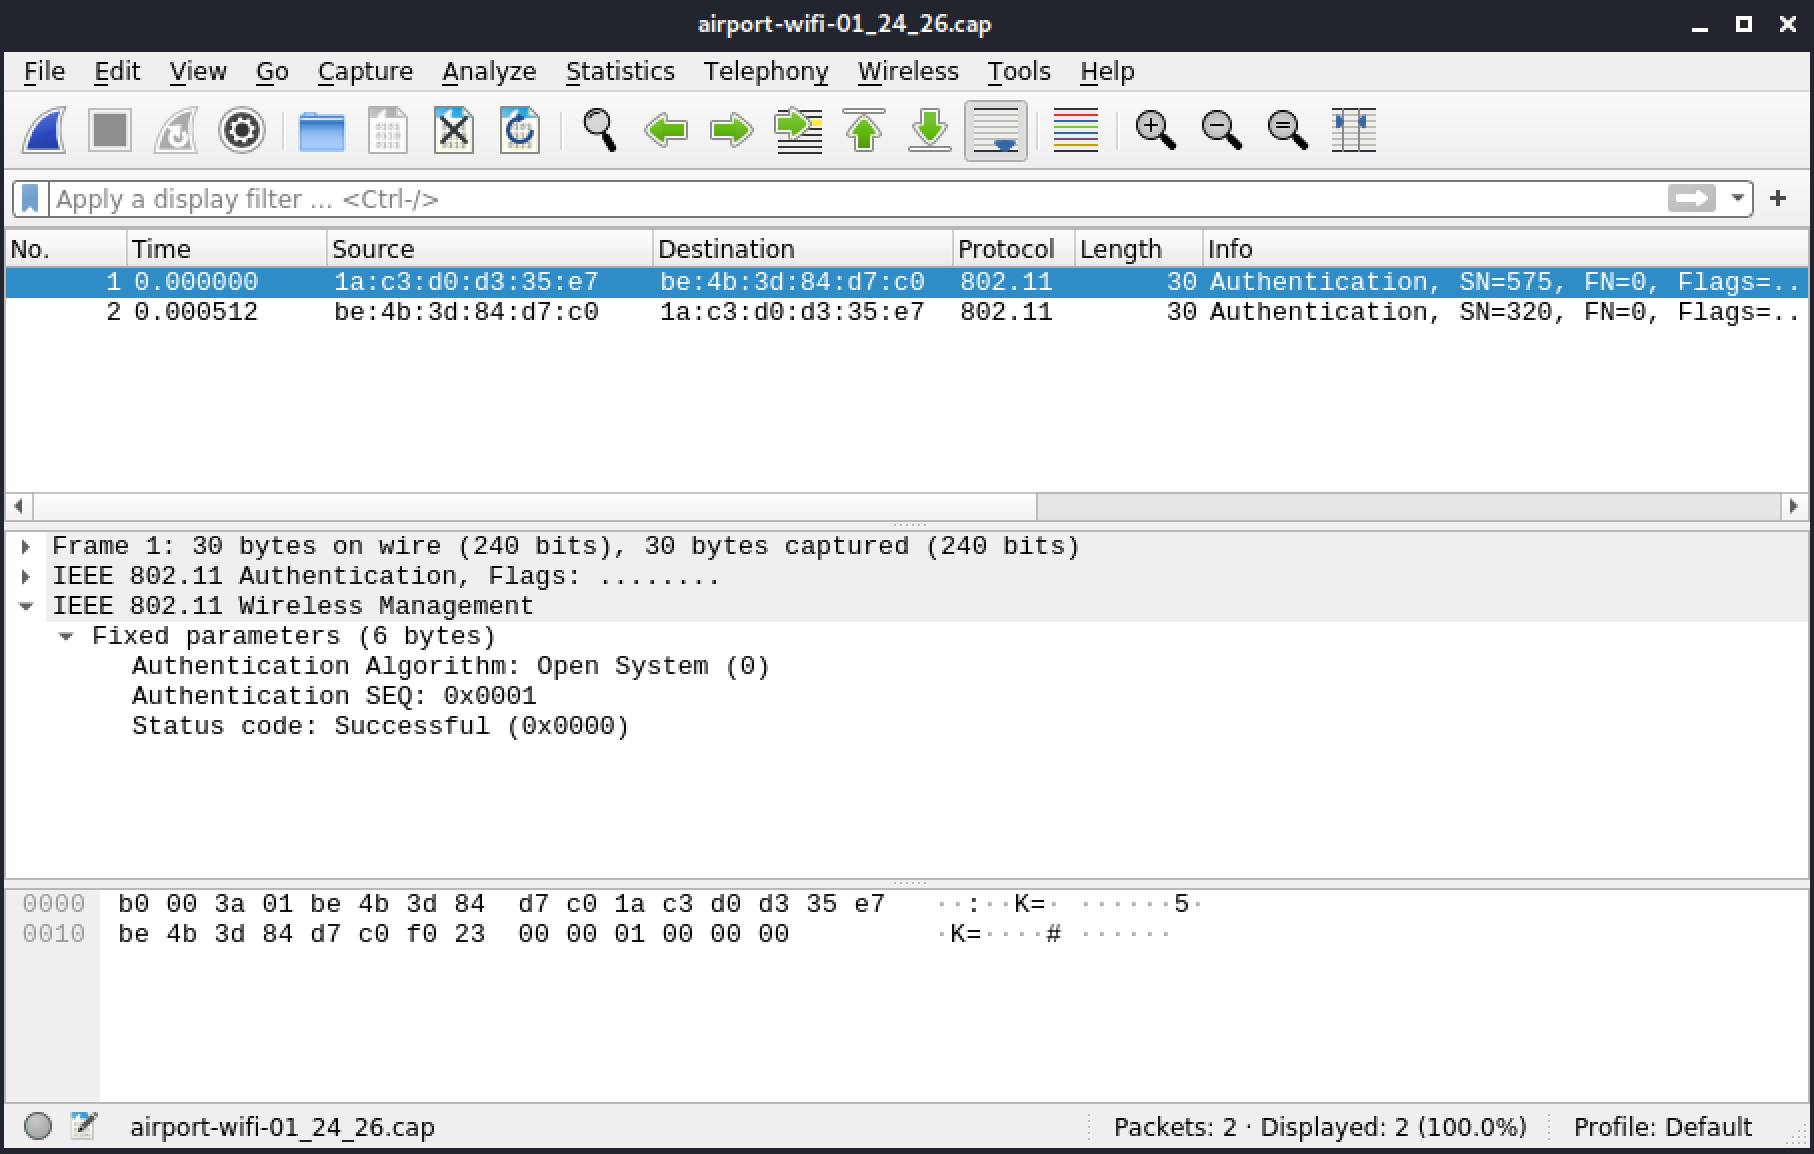 airport-wifi-01_24_26.cap
File Edit View Go Capture Analyze Statistics Telephony Wireless Tools Help
Apply a display filter ... <Ctrl-/>
No. Time Source Destination Protocol Length Info
1 0.000000 1a:c3:d0:d3:35:e7 be:4b:3d:84:d7:c0 802.11 30 Authentication, SN=575, FN=0, Flags=..
2 0.000512 be:4b:3d:84:d7:c0 1a:c3:d0:d3:35:e7 802.11 30 Authentication, SN=320, FN=0, Flags=..
Frame 1: 30 bytes on wire (240 bits), 30 bytes captured (240 bits)
IEEE 802.11 Authentication, Flags: ........
IEEE 802.11 Wireless Management
Fixed parameters (6 bytes)
Authentication Algorithm: Open System (0)
Authentication SEQ: 0x0001
Status code: Successful (0x0000)
0000 b0 00 3a 01 be 4b 3d 84 d7 c0 1a c3 d0 d3 35 e7 ··:··K=· ······5·
0010 be 4b 3d 84 d7 c0 f0 23 00 00 01 00 00 00 ·K=····# ······
airport-wifi-01_24_26.cap Packets: 2 · Displayed: 2 (100.0%) Profile: Default